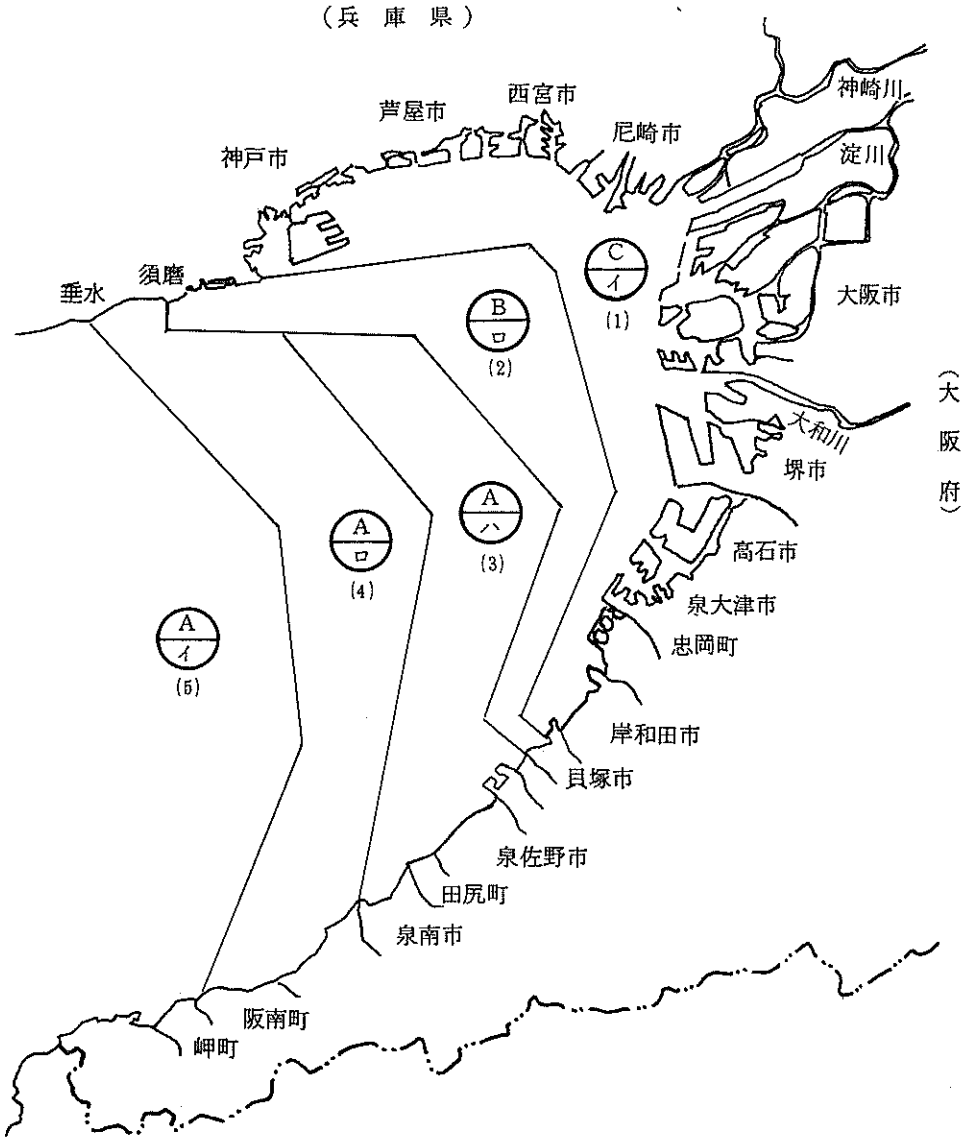 (兵庫県)
神崎川
西宮市
芦屋市
尼崎市
淀川
神戸市
C
イ
(1)
須磨
垂水
大阪市
B
ロ
(2)
(大阪府)
大和川
堺市
A
ハ
(3)
A
ロ
(4)
高石市
泉大津市
A
イ
(5)
忠岡町
岸和田市
貝塚市
泉佐野市
田尻町
泉南市
阪南町
岬町